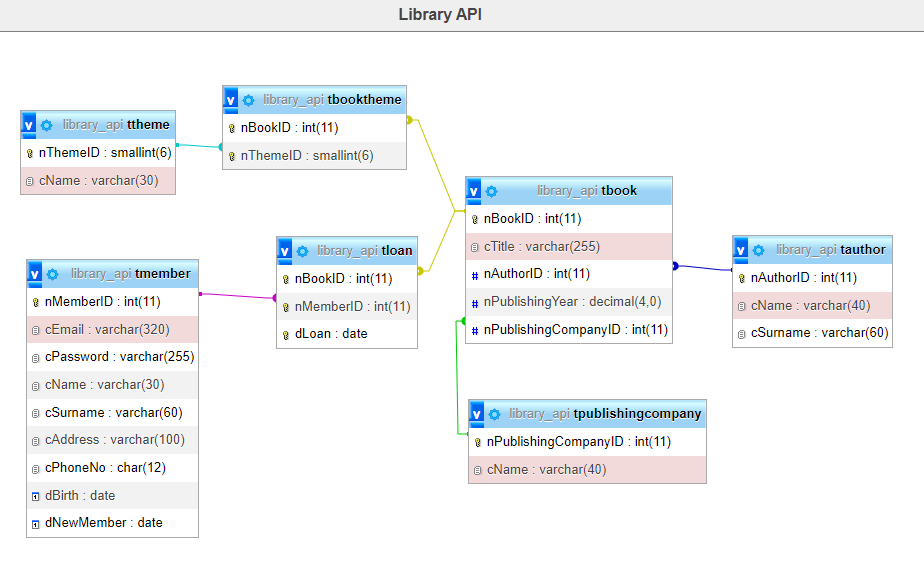 Library API
library_api tbooktheme
nBookID : int(11)
nThemeID : smallint(6)
library_api ttheme
nThemeID : smallint(6)
cName : varchar(30)
library_api tbook
nBookID : int(11)
cTitle : varchar(255)
# nAuthorID : int(11)
# nPublishingYear : decimal(4,0)
# nPublishingCompanyID : int(11)
library_api tloan
nBookID : int(11)
nMemberID : int(11)
dLoan : date
library_api tauthor
nAuthorID : int(11)
cName : varchar(40)
cSurname : varchar(60)
library_api tmember
nMemberID : int(11)
cEmail : varchar(320)
cPassword : varchar(255)
cName : varchar(30)
cSurname : varchar(60)
cAddress : varchar(100)
cPhoneNo : char(12)
dBirth : date
dNewMember : date
library_api tpublishingcompany
nPublishingCompanyID : int(11)
cName : varchar(40)